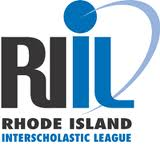 RIIL
RHODE ISLAND
INTERSCHOLASTIC LEAGUE